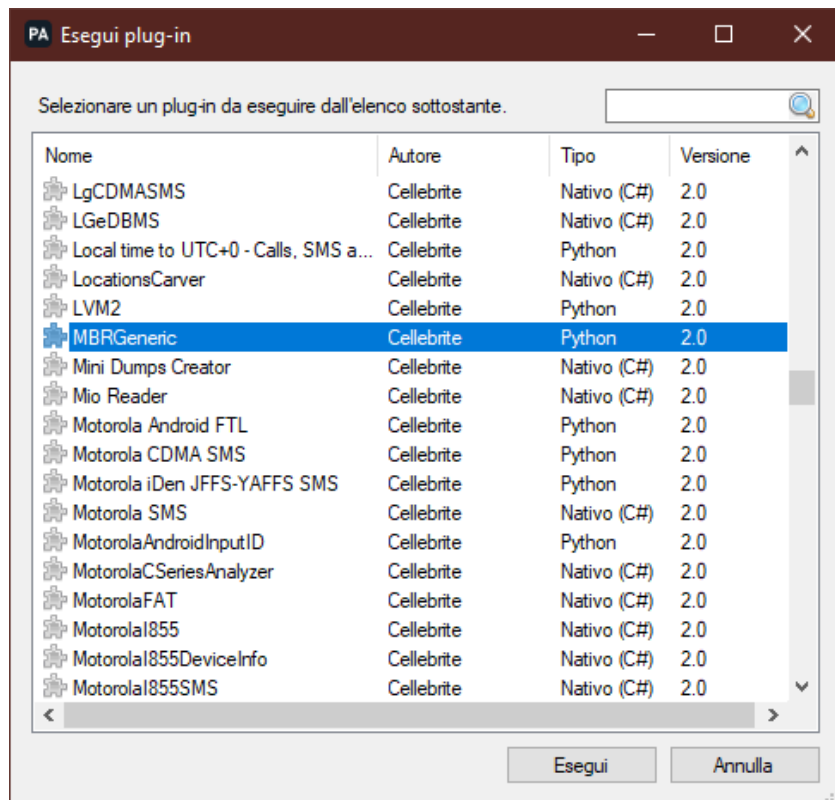 PA Esegui plug-in
Selezionare un plug-in da eseguire dall'elenco sottostante.
Nome Autore Tipo Versione
LgCDMASMS Cellebrite Nativo (C#) 2.0
LGeDBMS Cellebrite Nativo (C#) 2.0
Local time to UTC+0 - Calls, SMS a... Cellebrite Python 2.0
LocationsCarver Cellebrite Nativo (C#) 2.0
LVM2 Cellebrite Python 2.0
MBRGeneric Cellebrite Python 2.0
Mini Dumps Creator Cellebrite Nativo (C#) 2.0
Mio Reader Cellebrite Nativo (C#) 2.0
Motorola Android FTL Cellebrite Python 2.0
Motorola CDMA SMS Cellebrite Python 2.0
Motorola iDen JFFS-YAFFS SMS Cellebrite Python 2.0
Motorola SMS Cellebrite Nativo (C#) 2.0
MotorolaAndroidInputID Cellebrite Python 2.0
MotorolaCSeriesAnalyzer Cellebrite Nativo (C#) 2.0
MotorolaFAT Cellebrite Nativo (C#) 2.0
MotorolaI855 Cellebrite Nativo (C#) 2.0
MotorolaI855DeviceInfo Cellebrite Nativo (C#) 2.0
MotorolaI855SMS Cellebrite Nativo (C#) 2.0
Esegui Annulla